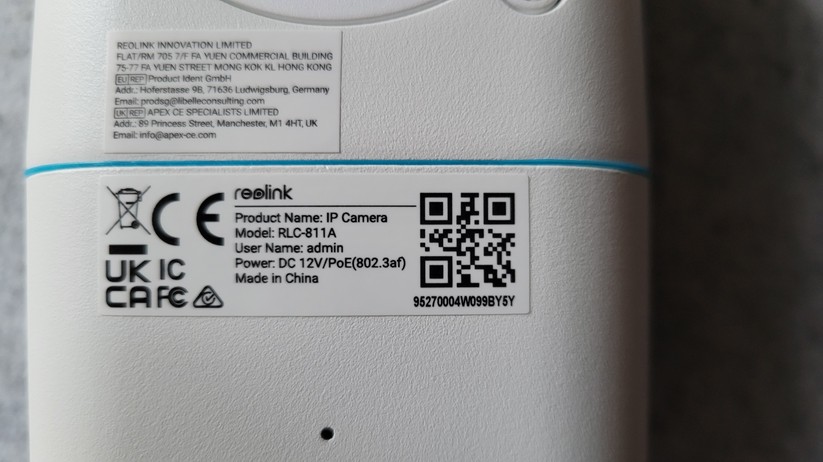 REOLINK INNOVATION LIMITED
FLAT/RM 705 7/F FA YUEN COMMERCIAL BUILDING
75-77 FA YUEN STREET MONG KOK KL HONG KONG
EU REP Product Ident GmbH
Addr.: Hoferstasse 9B, 71636 Ludwigsburg, Germany
Email: prodsg@libelleconsulting.com
UK REP APEX CE SPECIALISTS LIMITED
Addr.: 89 Princess Street, Manchester, M1 4HT, UK
Email: info@apex-ce.com
CE
UK
CA
IC
FC
reolink
Product Name: IP Camera
Model: RLC-811A
User Name: admin
Power: DC 12V/PoE(802.3af)
Made in China
95270004W099BY5Y